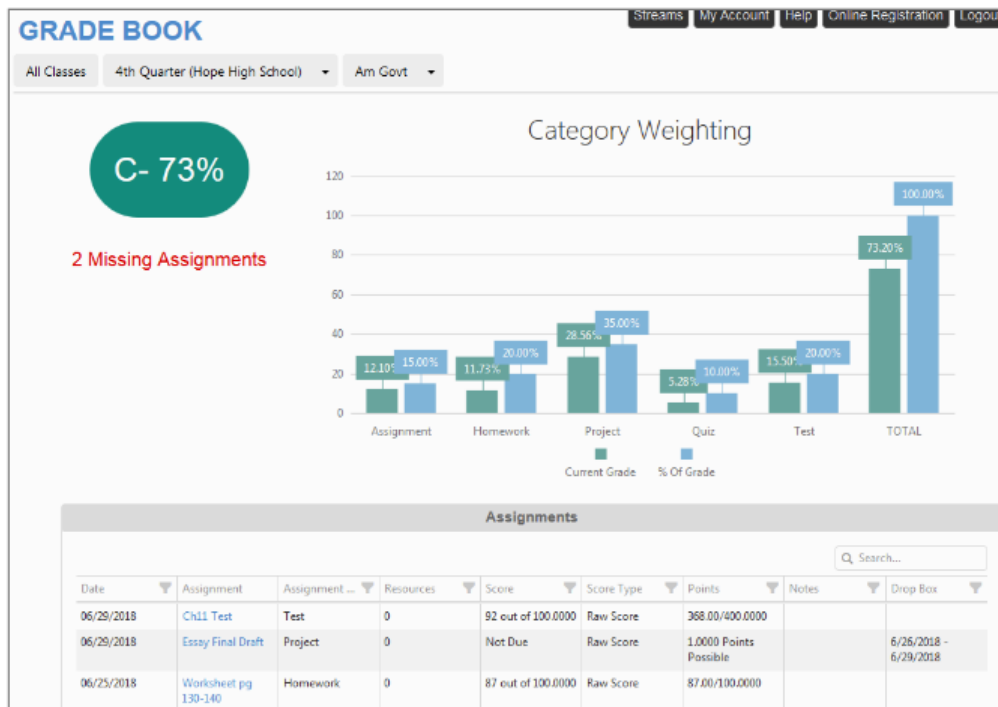 Streams My Account Help Online Registration Logou
GRADE BOOK
All Classes 4th Quarter (Hope High School) Am Govt
C- 73%
2 Missing Assignments
Category Weighting
120
100
80
60
40
20
0
12.10% 15.00% 11.73% 20.00% 28.56% 35.00% 5.28% 10.00% 15.50% 20.00% 73.20% 100.00%
Assignment Homework Project Quiz Test TOTAL
Current Grade % Of Grade
Assignments
Search...
Date Assignment Assignment ... Resources Score Score Type Points Notes Drop Box
06/29/2018 Ch11 Test Test 0 92 out of 100.0000 Raw Score 368.00/400.0000
06/29/2018 Essay Final Draft Project 0 Not Due Raw Score 1.0000 Points 6/26/2018 -
Possible 6/29/2018
06/25/2018 Worksheet pg Homework 0 87 out of 100.0000 Raw Score 87.00/100.0000
130-140